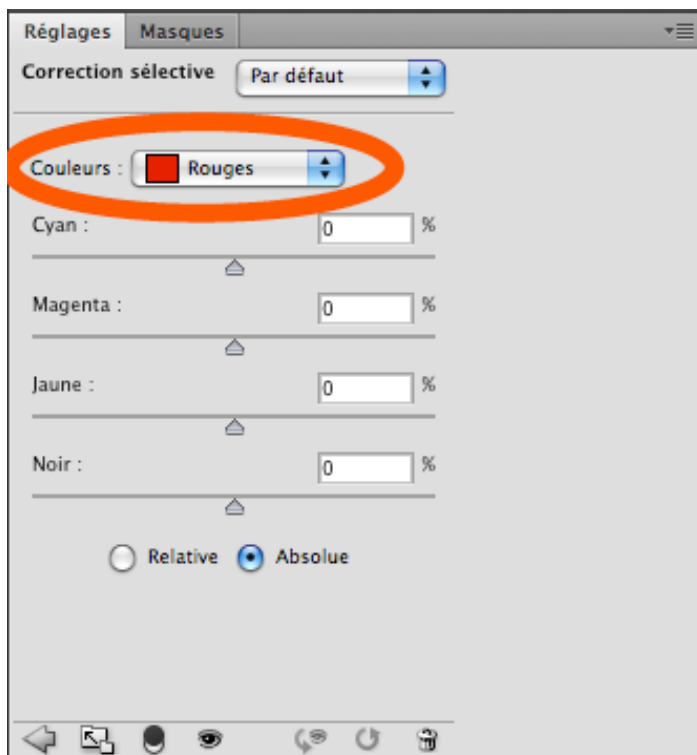 Réglages Masques
Correction sélective Par défaut
Couleurs : Rouges
Cyan : 0 %
Magenta : 0 %
Jaune : 0 %
Noir : 0 %
Relative Absolue